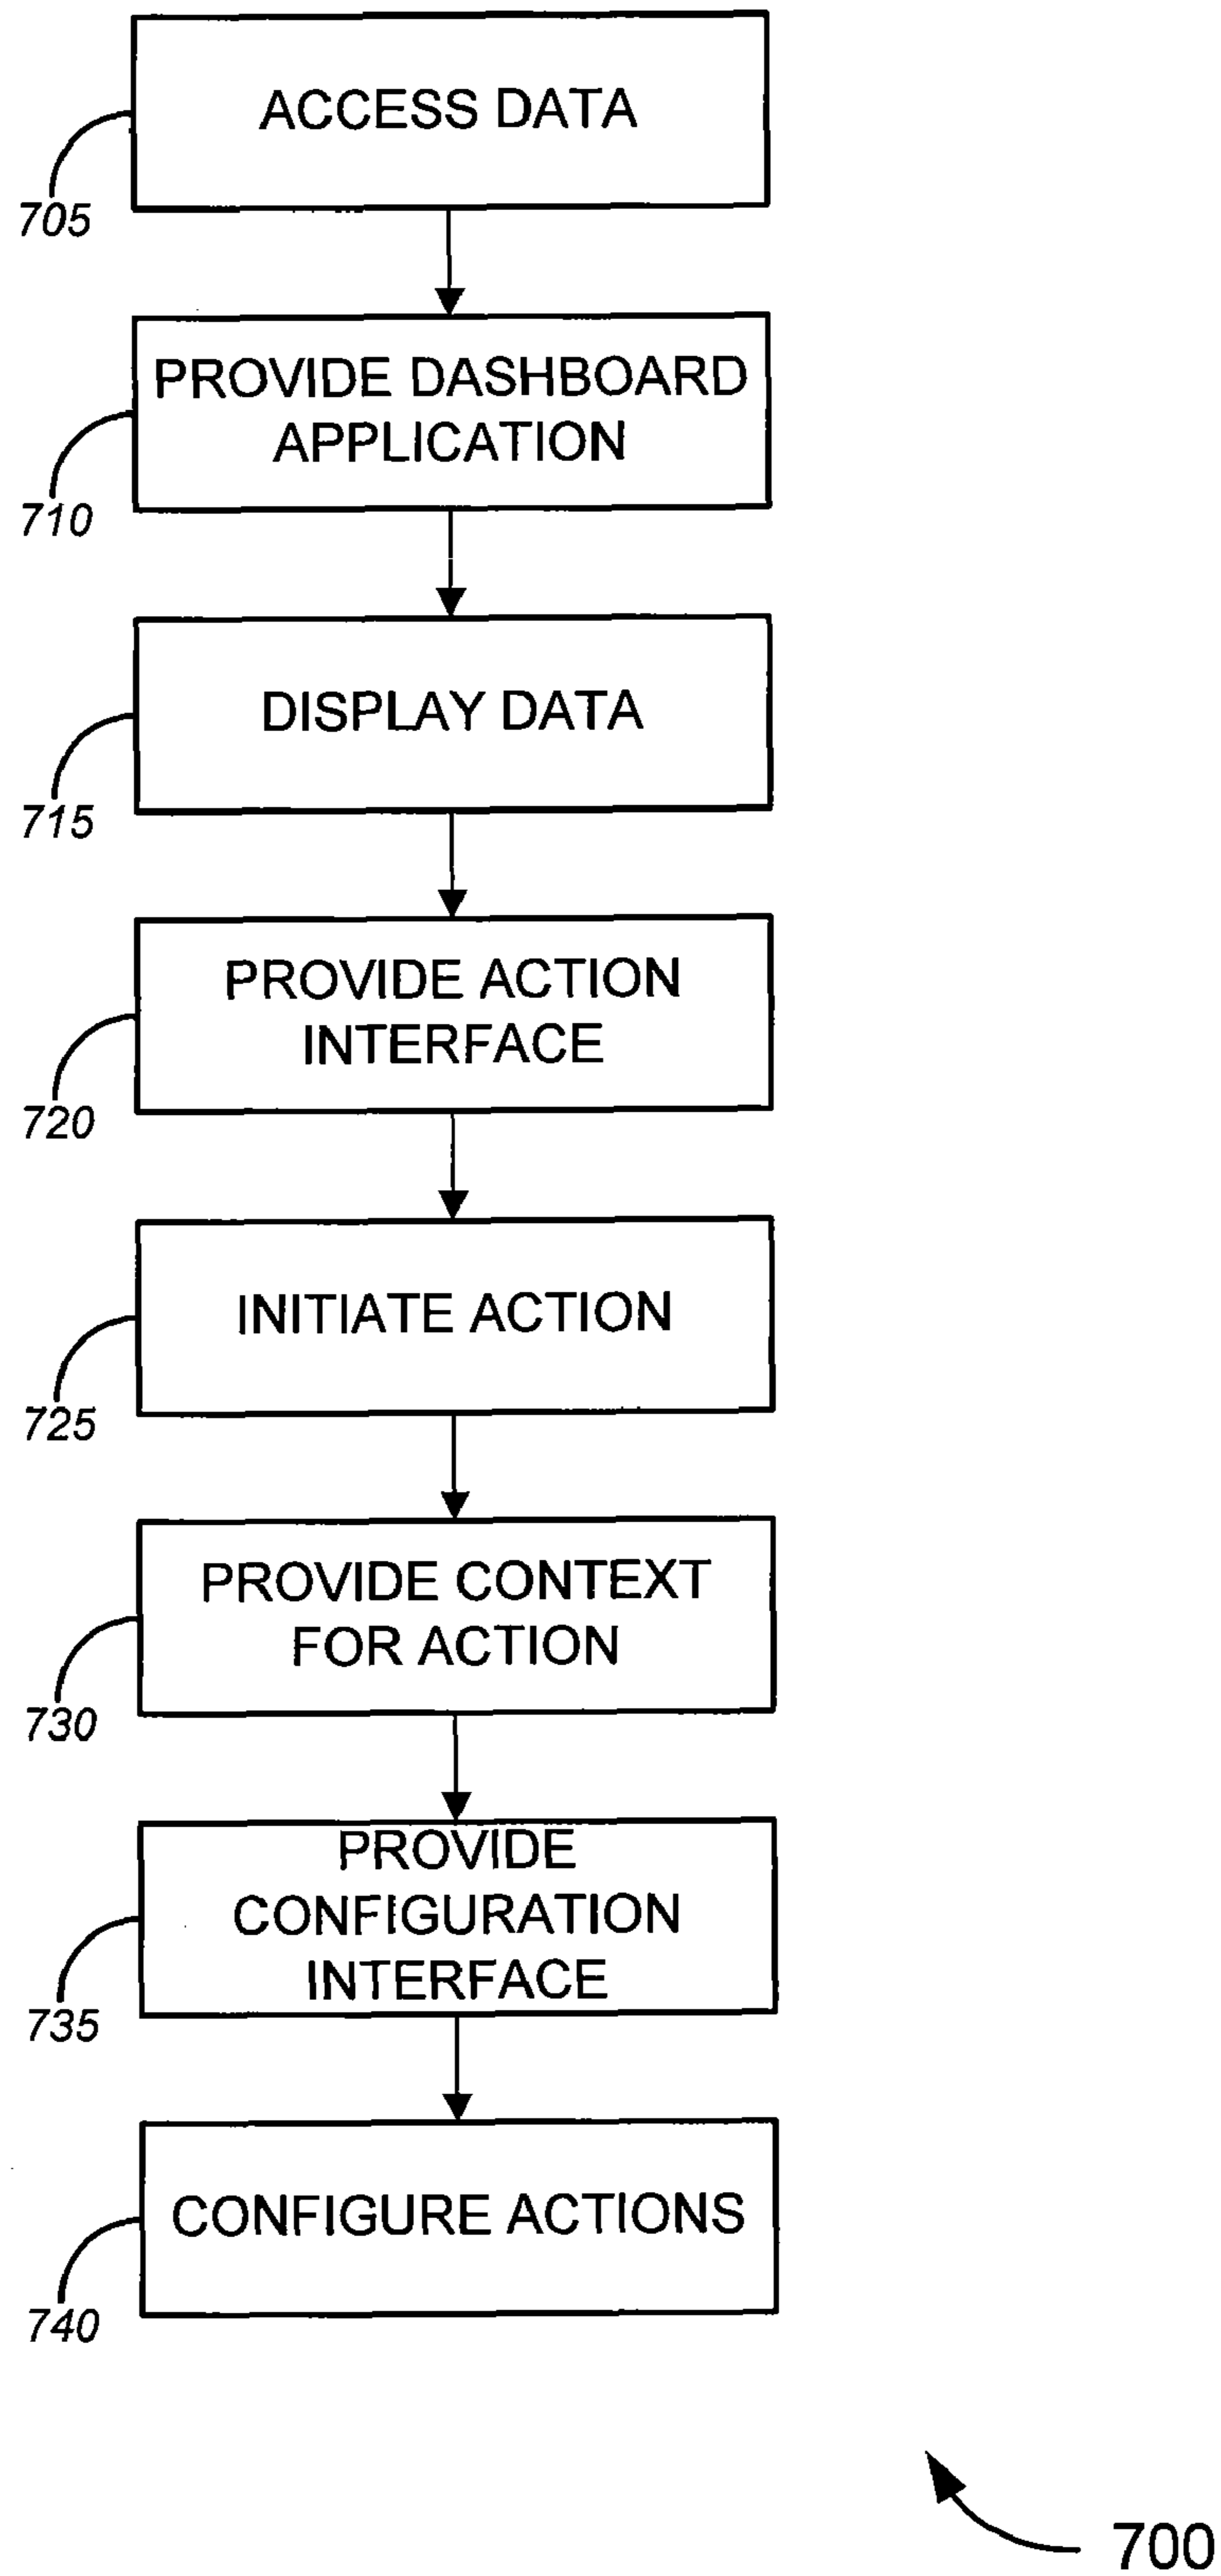 ACCESS DATA
705
PROVIDE DASHBOARD
APPLICATION
710
DISPLAY DATA
715
PROVIDE ACTION
INTERFACE
720
INITIATE ACTION
725
PROVIDE CONTEXT
FOR ACTION
730
PROVIDE
CONFIGURATION
INTERFACE
735
CONFIGURE ACTIONS
740
700